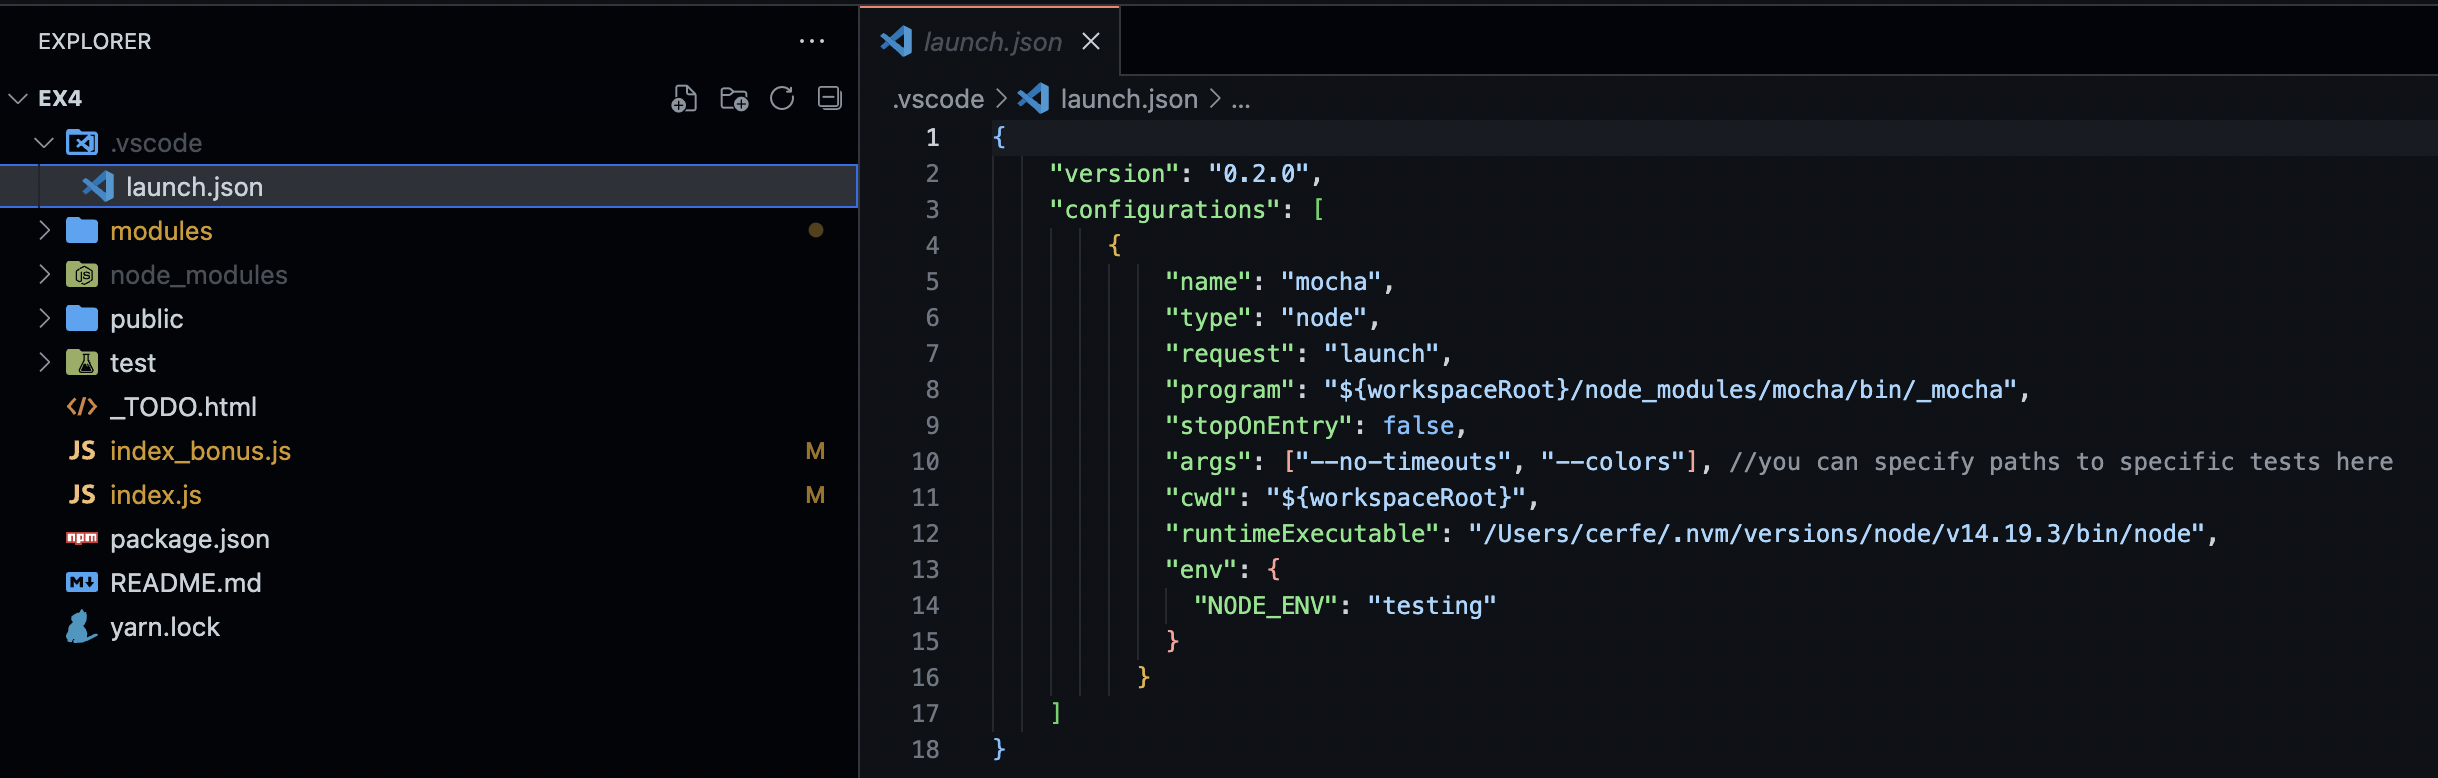 EXPLORER
···
EX4
.vscode
launch.json
modules
node_modules
public
test
_TODO.html
JS index_bonus.js M
JS index.js M
npm package.json
M README.md
yarn.lock
launch.json
.vscode > launch.json > ...
1 {
2 "version": "0.2.0",
3 "configurations": [
4 {
5 "name": "mocha",
6 "type": "node",
7 "request": "launch",
8 "program": "${workspaceRoot}/node_modules/mocha/bin/_mocha",
9 "stopOnEntry": false,
10 "args": ["--no-timeouts", "--colors"], //you can specify paths to specific tests here
11 "cwd": "${workspaceRoot}",
12 "runtimeExecutable": "/Users/cerfe/.nvm/versions/node/v14.19.3/bin/node",
13 "env": {
14 "NODE_ENV": "testing"
15 }
16 }
17 ]
18 }